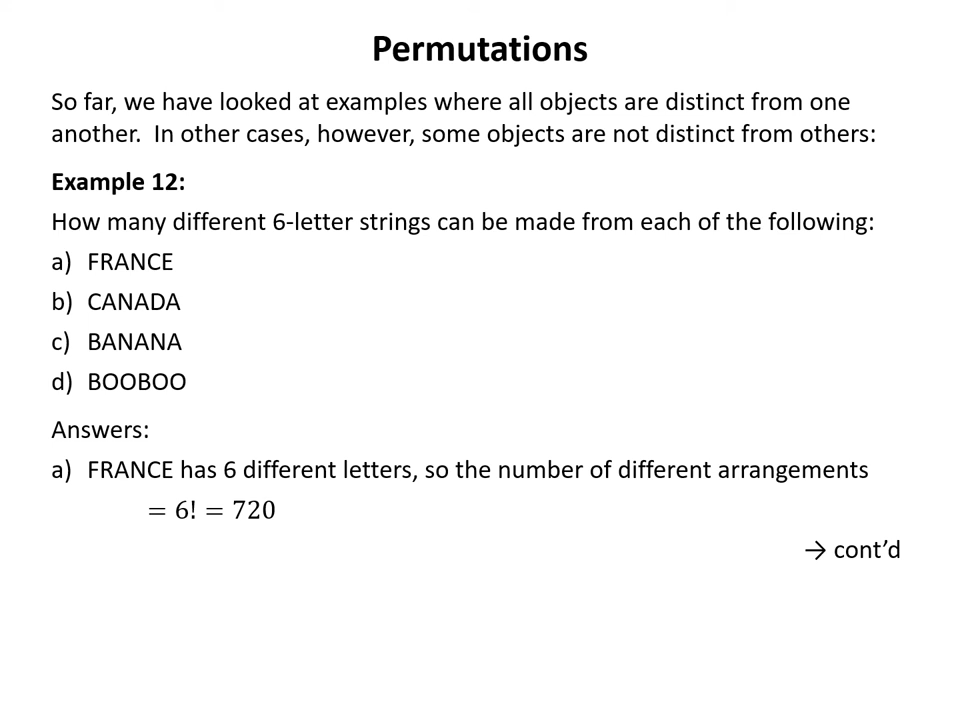 Permutations
So far, we have looked at examples where all objects are distinct from one
another.  In other cases, however, some objects are not distinct from others:
Example 12:
How many different 6-letter strings can be made from each of the following:
a) FRANCE
b) CANADA
c) BANANA
d) BOOBOO
Answers:
a) FRANCE has 6 different letters, so the number of different arrangements
= 6! = 720
→ cont’d